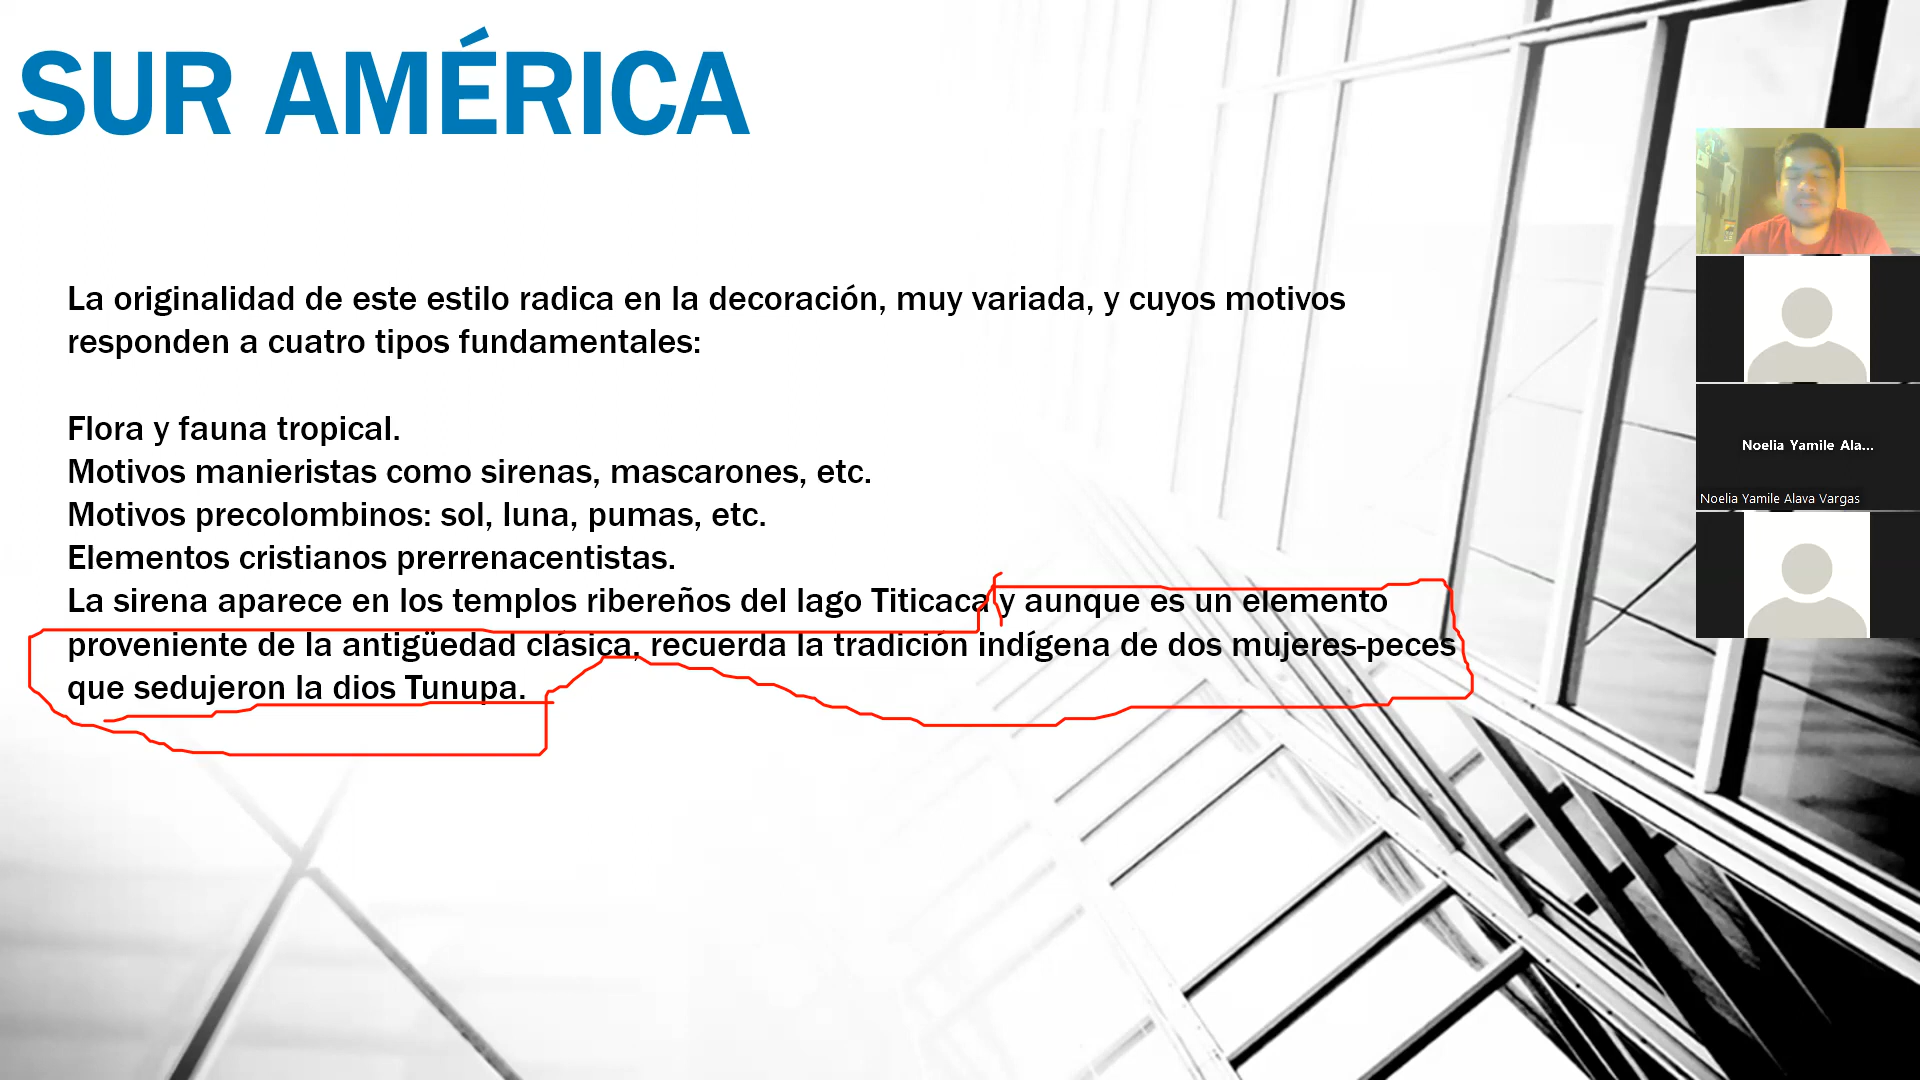 SUR AMÉRICA
La originalidad de este estilo radica en la decoración, muy variada, y cuyos motivos
responden a cuatro tipos fundamentales:
Flora y fauna tropical.
Motivos manieristas como sirenas, mascarones, etc.
Motivos precolombinos: sol, luna, pumas, etc.
Elementos cristianos prerrenacentistas.
La sirena aparece en los templos ribereños del lago Titicaca y aunque es un elemento
proveniente de la antigüedad clásica, recuerda la tradición indígena de dos mujeres-peces
que sedujeron la dios Tunupa.
Noelia Yamile Ala...
Noelia Yamile Alava Vargas